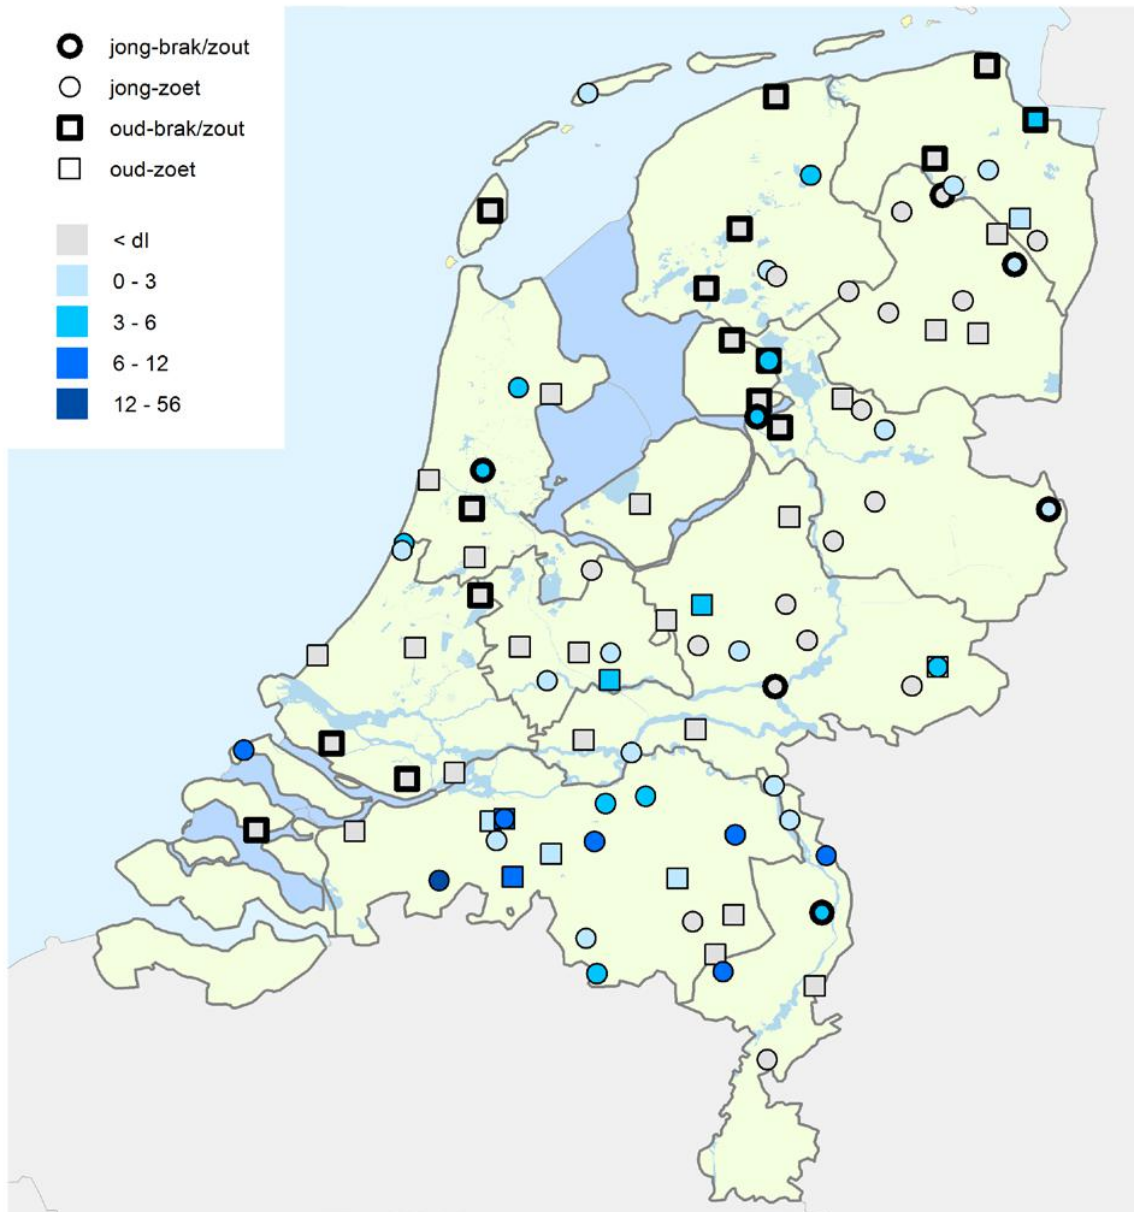 jong-brak/zout
jong-zoet
oud-brak/zout
oud-zoet
< dl
0 - 3
3 - 6
6 - 12
12 - 56